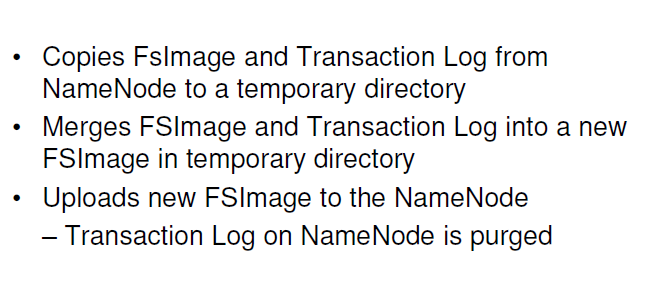 • Copies FsImage and Transaction Log from
NameNode to a temporary directory
• Merges FSImage and Transaction Log into a new
FSImage in temporary directory
• Uploads new FSImage to the NameNode
– Transaction Log on NameNode is purged